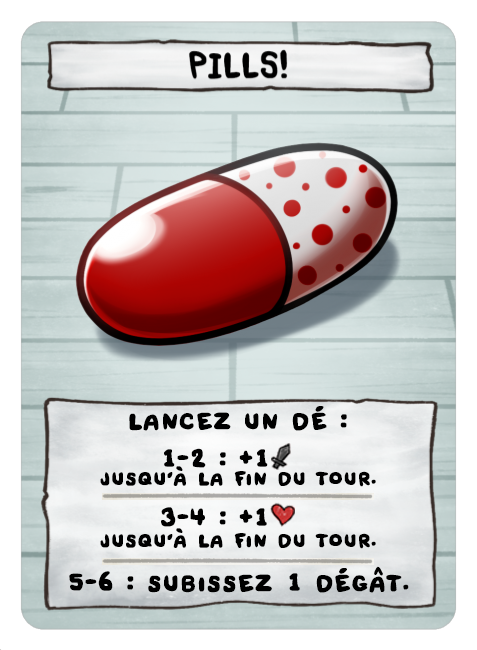 PILLS!
LANCEZ UN DÉ :
1-2 : +1
JUSQU'À LA FIN DU TOUR.
3-4 : +1
JUSQU'À LA FIN DU TOUR.
5-6 : SUBISSEZ 1 DÉGÂT.